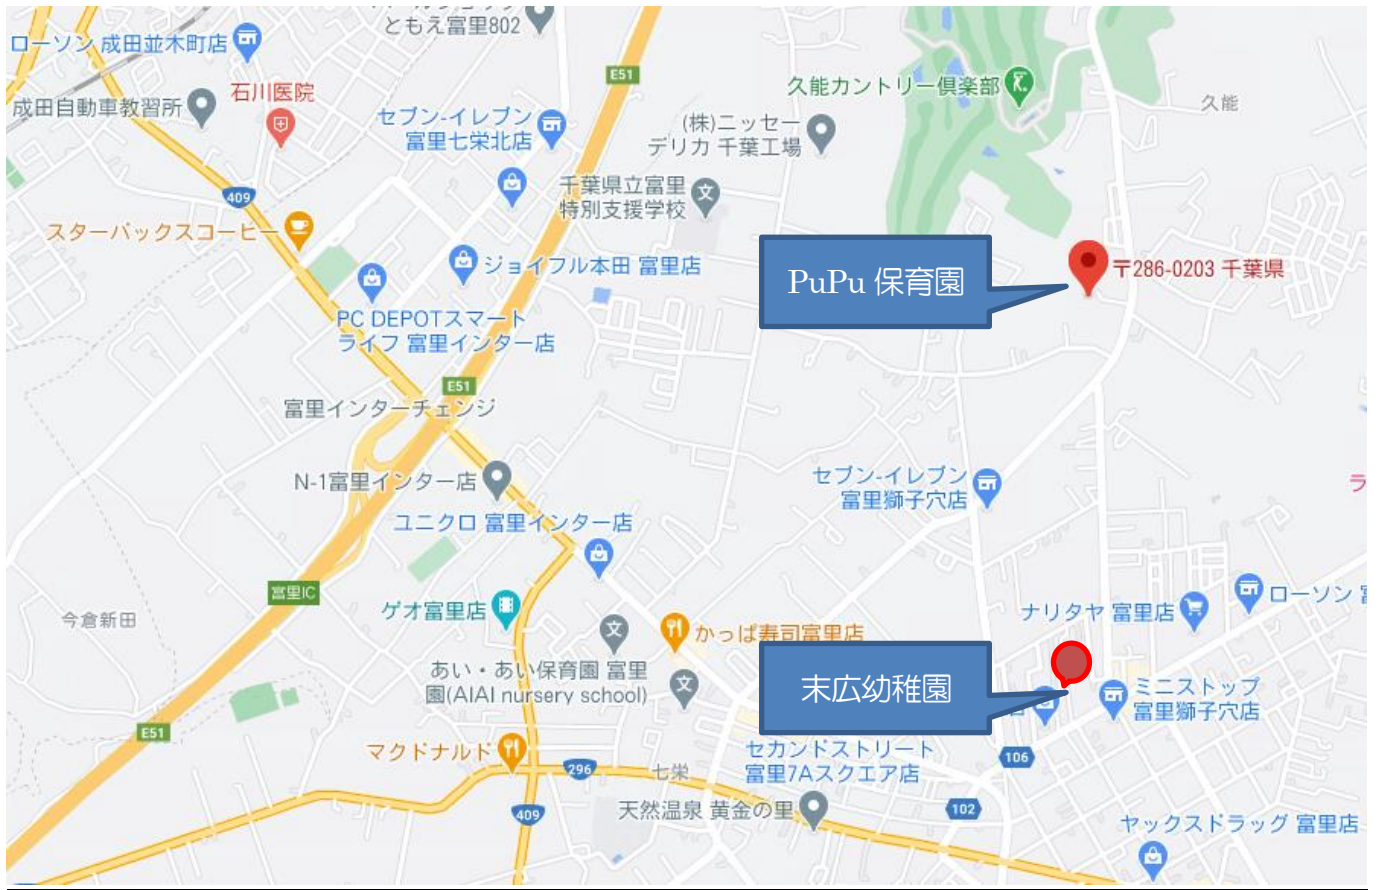 ともえ富里802
ローソン 成田並木町店
E51
石川医院
成田自動車教習所
セブン-イレブン
富里七栄北店
久能カントリー倶楽部
久能
(株)ニッセー
デリカ 千葉工場
409
千葉県立富里
特別支援学校
スターバックスコーヒー
ジョイフル本田 富里店
PuPu 保育園
〒286-0203 千葉県
PC DEPOTスマート
ライフ 富里インター店
E51
富里インターチェンジ
N-1富里インター店
セブン-イレブン
富里獅子穴店
ラ
ユニクロ 富里インター店
富里IC
今倉新田
ゲオ富里店
かっぱ寿司富里店
ナリタヤ 富里店
ローソン
あい・あい保育園 富里
園(AIAI nursery school)
末広幼稚園
ミニストップ
富里獅子穴店
E51
マクドナルド
296
七栄
セカンドストリート
富里7Aスクエア店
106
409
天然温泉 黄金の里
102
ヤックスドラッグ 富里店